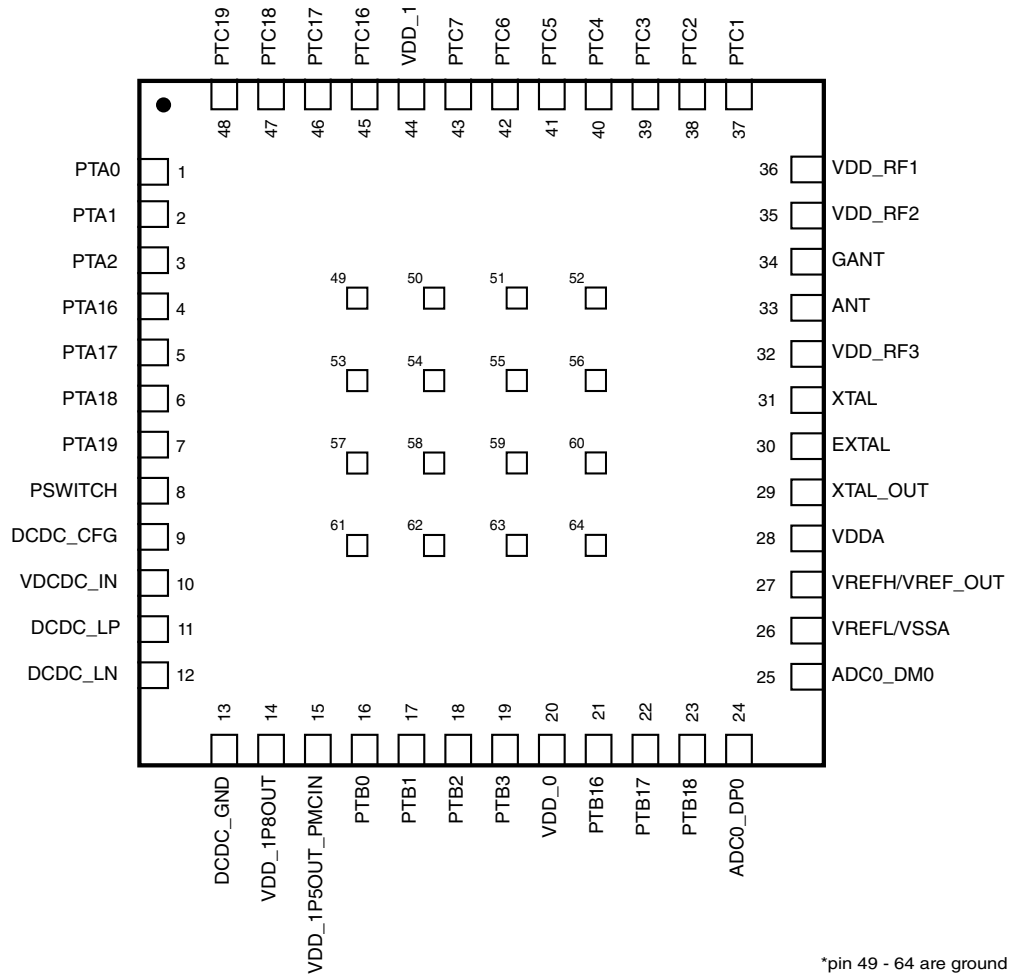 PTC19 PTC18 PTC17 PTC16 VDD_1 PTC7 PTC6 PTC5 PTC4 PTC3 PTC2 PTC1
48 47 46 45 44 43 42 41 40 39 38 37
PTA0 1
PTA1 2
PTA2 3
PTA16 4
PTA17 5
PTA18 6
PTA19 7
PSWITCH 8
DCDC_CFG 9
VDCDC_IN 10
DCDC_LP 11
DCDC_LN 12
49 50 51 52
53 54 55 56
57 58 59 60
61 62 63 64
36 VDD_RF1
35 VDD_RF2
34 GANT
33 ANT
32 VDD_RF3
31 XTAL
30 EXTAL
29 XTAL_OUT
28 VDDA
27 VREFH/VREF_OUT
26 VREFL/VSSA
25 ADC0_DM0
13 14 15 16 17 18 19 20 21 22 23 24
DCDC_GND VDD_1P8OUT VDD_1P5OUT_PMCIN PTB0 PTB1 PTB2 PTB3 VDD_0 PTB16 PTB17 PTB18 ADC0_DP0
*pin 49 - 64 are ground